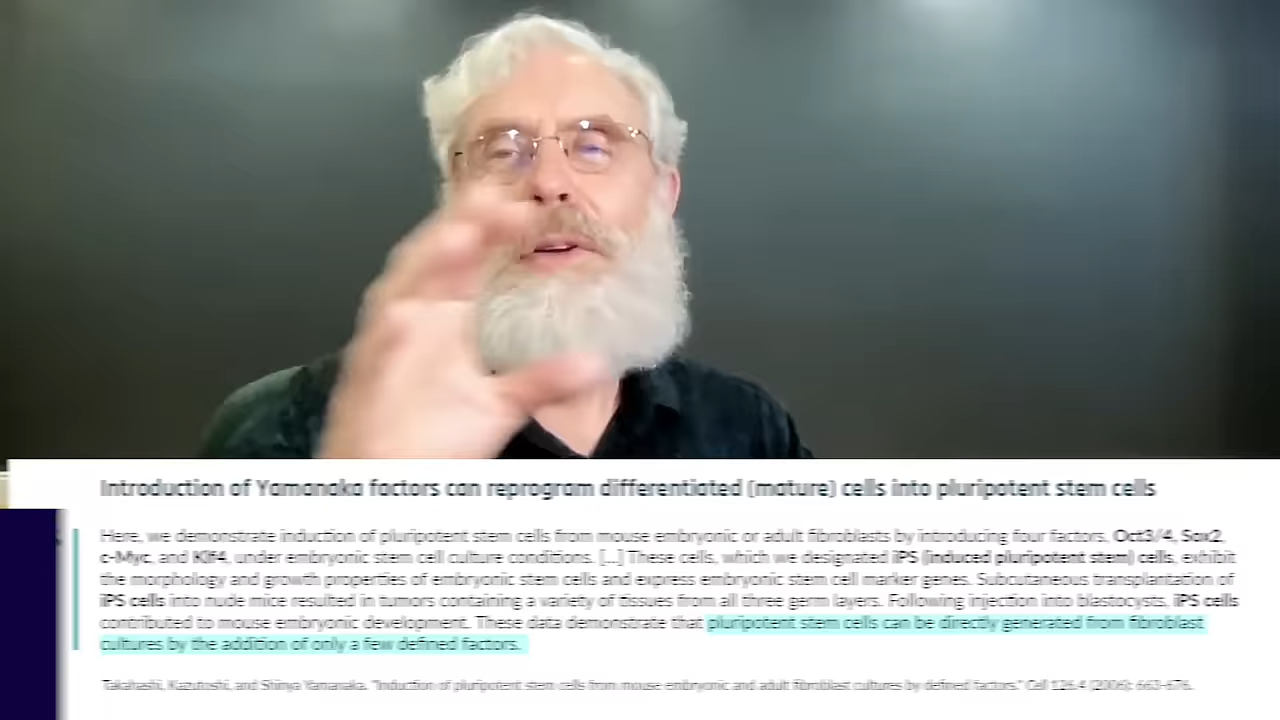 Introduction of Yamanaka factors can reprogram differentiated (mature) cells into pluripotent stem cells
Here, we demonstrate induction of pluripotent stem cells from mouse embryonic or adult fibroblasts by introducing four factors, Oct3/4, Sox2,
c-Myc, and Klf4, under embryonic stem cell culture conditions. [...] These cells, which we designated iPS (induced pluripotent stem) cells, exhibit
the morphology and growth properties of embryonic stem cells and express embryonic stem cell marker genes. Subcutaneous transplantation of
iPS cells into nude mice resulted in tumors containing a variety of tissues from all three germ layers. Following injection into blastocysts, iPS cells
contributed to mouse embryonic development. These data demonstrate that pluripotent stem cells can be directly generated from fibroblast
cultures by the addition of only a few defined factors.
Takahashi, Kazutoshi, and Shinya Yamanaka. "Induction of pluripotent stem cells from mouse embryonic and adult fibroblast cultures by defined factors." Cell 126.4 (2006): 663-676.